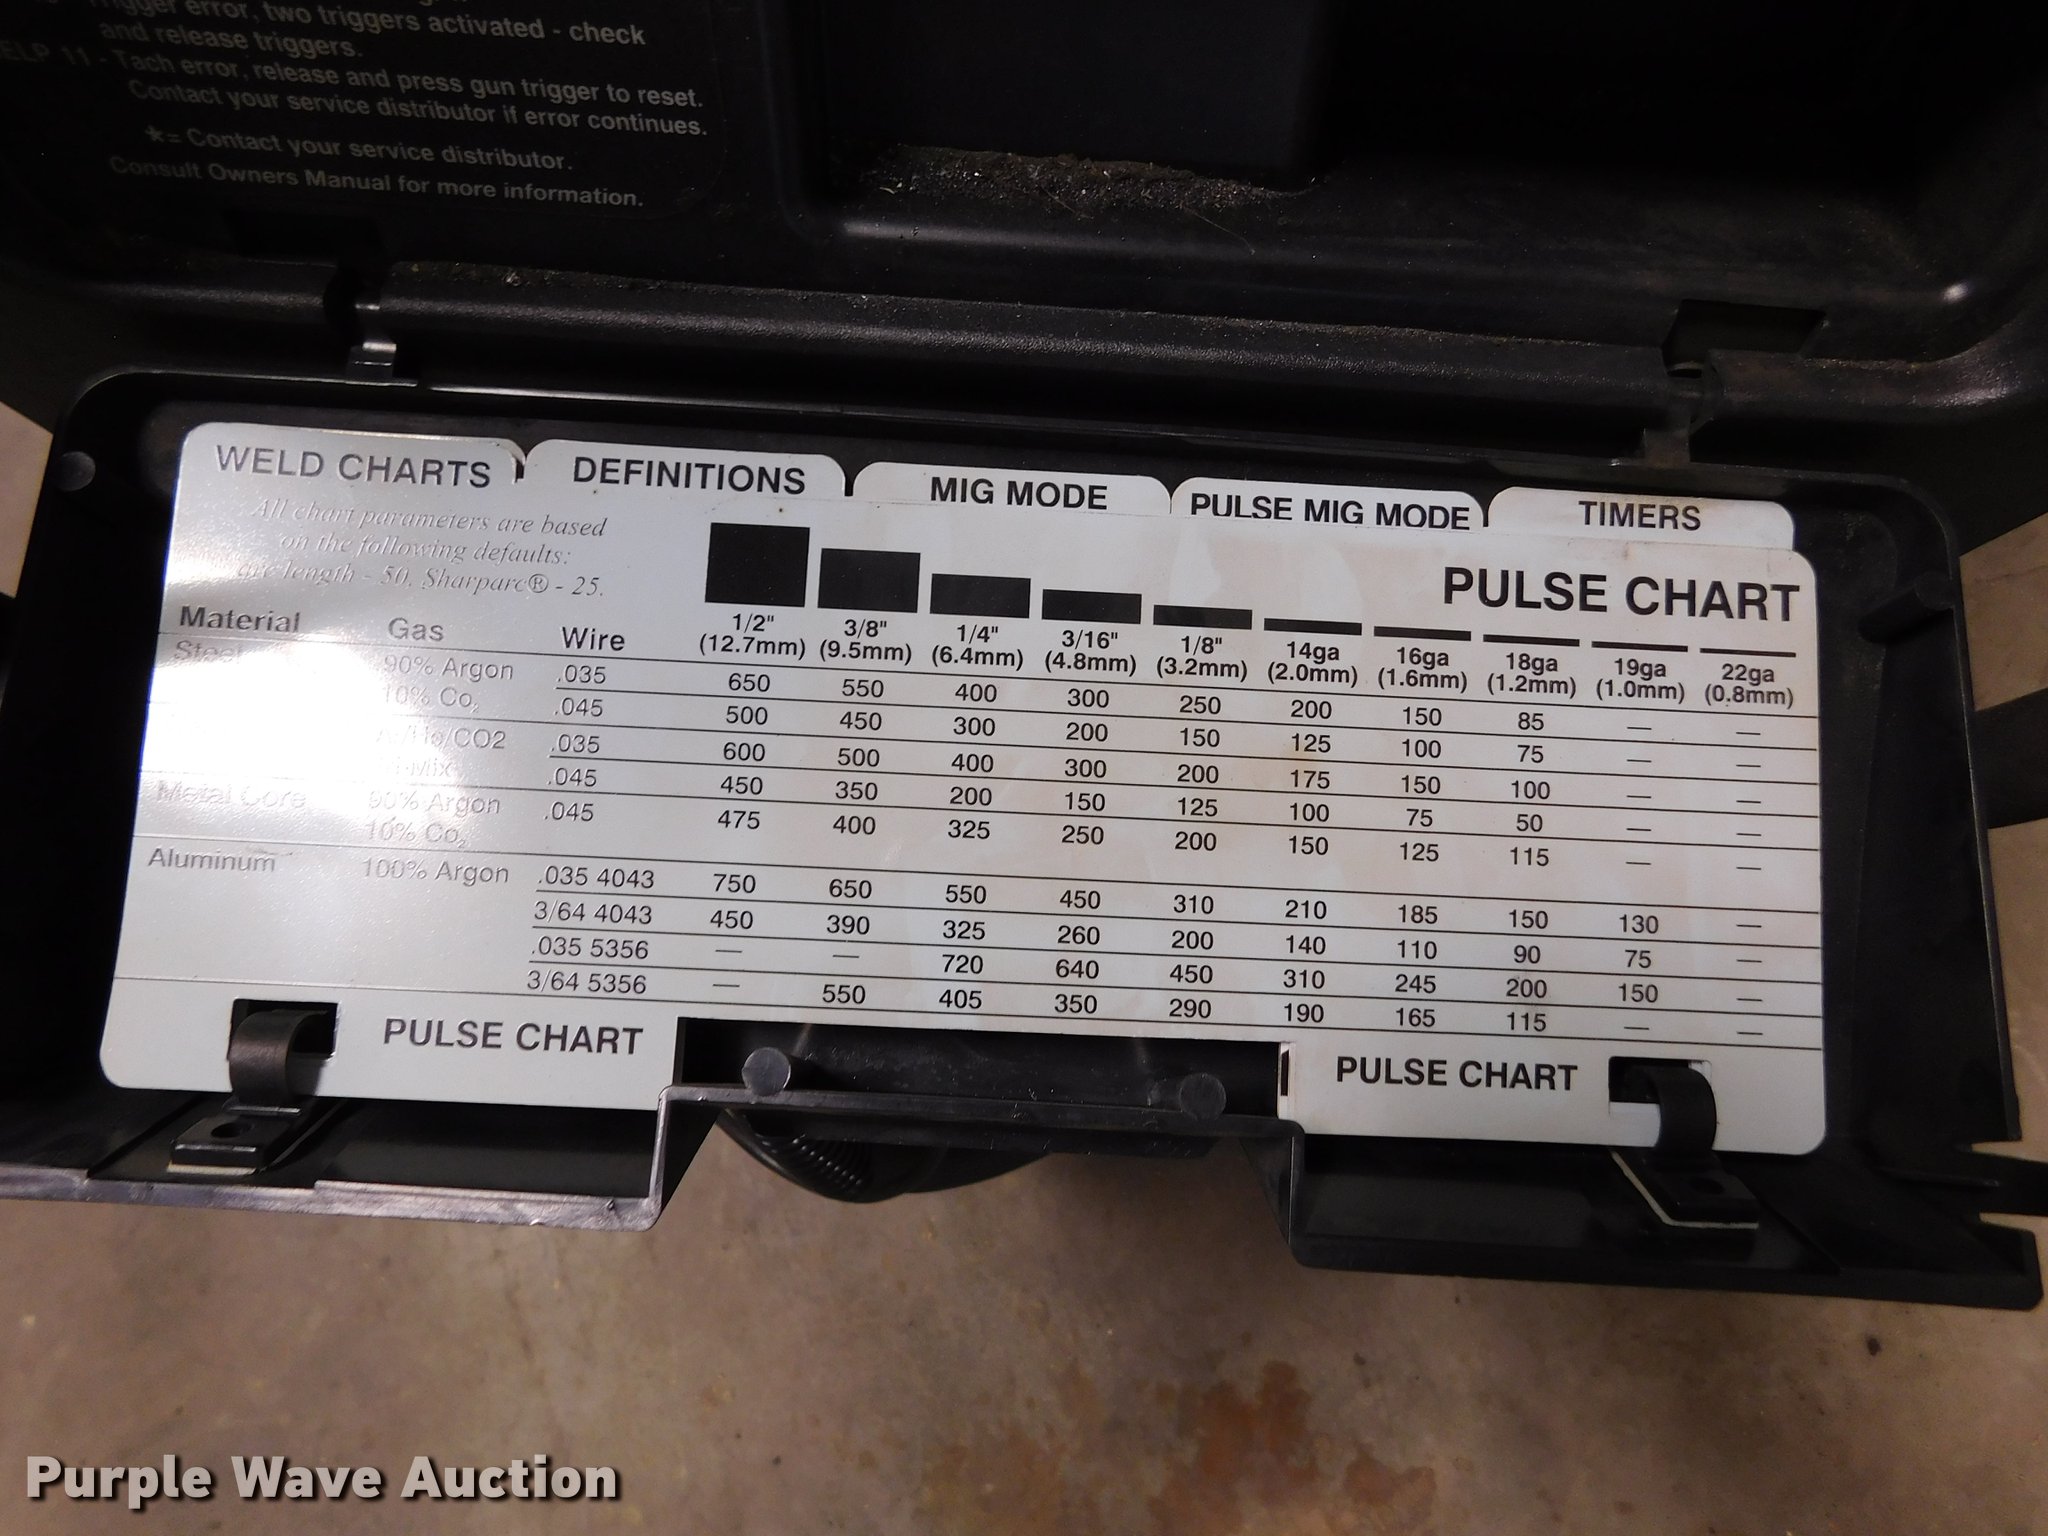 Trigger error, two triggers activated - check
and release triggers.
HELP 11 - Tach error, release and press gun trigger to reset.
Contact your service distributor if error continues.
*= Contact your service distributor.
Consult Owners Manual for more information.
WELD CHARTS DEFINITIONS MIG MODE PULSE MIG MODE TIMERS
All chart parameters are based
on the following defaults:
arc length - 50, Sharparc® - 25.
PULSE CHART
Material Gas Wire 1/2" 3/8" 1/4" 3/16" 1/8" 14ga 16ga 18ga 19ga 22ga
(12.7mm) (9.5mm) (6.4mm) (4.8mm) (3.2mm) (2.0mm) (1.6mm) (1.2mm) (1.0mm) (0.8mm)
Steel 90% Argon .035 650 550 400 300 250 200 150 85 — —
10% Co2 .045 500 450 300 200 150 125 100 75 — —
Ar/He/CO2 .035 600 500 400 300 200 175 150 100 — —
Tri-Mix .045 450 350 200 150 125 100 75 50 — —
Metal Core 90% Argon .045 475 400 325 250 200 150 125 115 — —
10% Co2
Aluminum 100% Argon .035 4043 750 650 550 450 310 210 185 150 130 —
3/64 4043 450 390 325 260 200 140 110 90 75 —
.035 5356 — — 720 640 450 310 245 200 150 —
3/64 5356 — 550 405 350 290 190 165 115 — —
PULSE CHART PULSE CHART
Purple Wave Auction